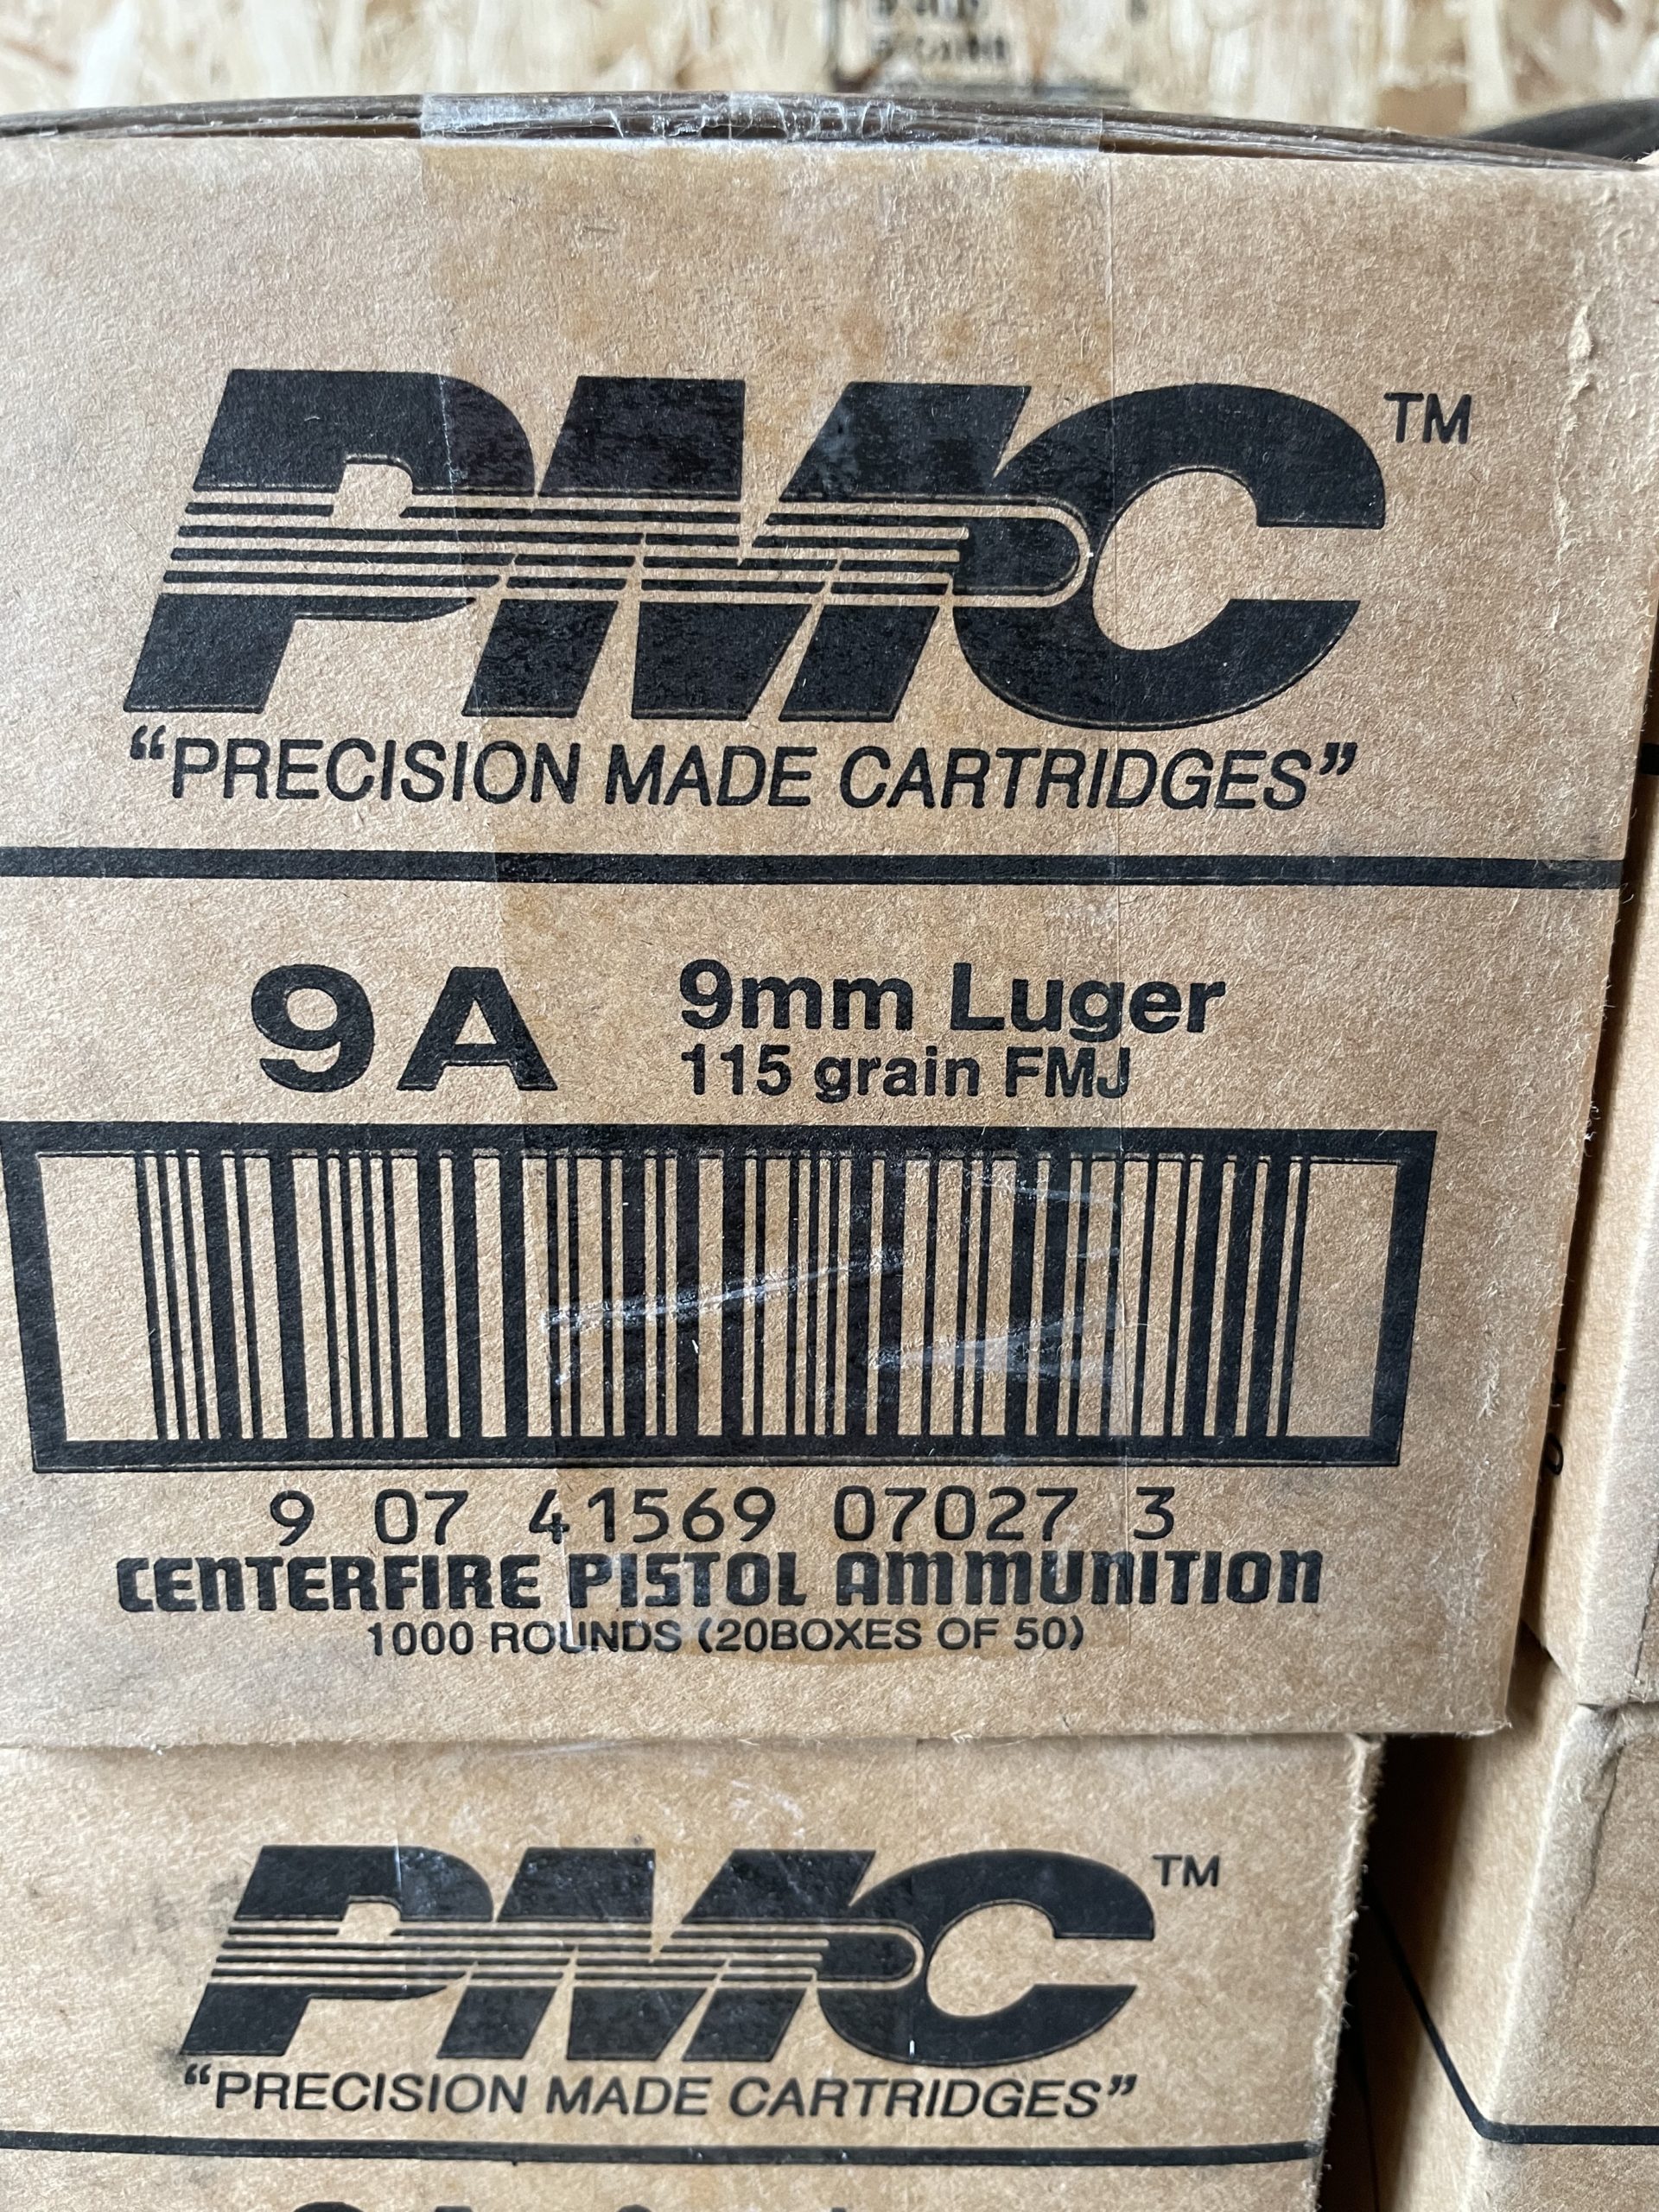 PMC™
“PRECISION MADE CARTRIDGES”
9A
9mm Luger
115 grain FMJ
9 07 41569 07027 3
CENTERFIRE PISTOL AMMUNITION
1000 ROUNDS (20BOXES OF 50)
PMC™
“PRECISION MADE CARTRIDGES”